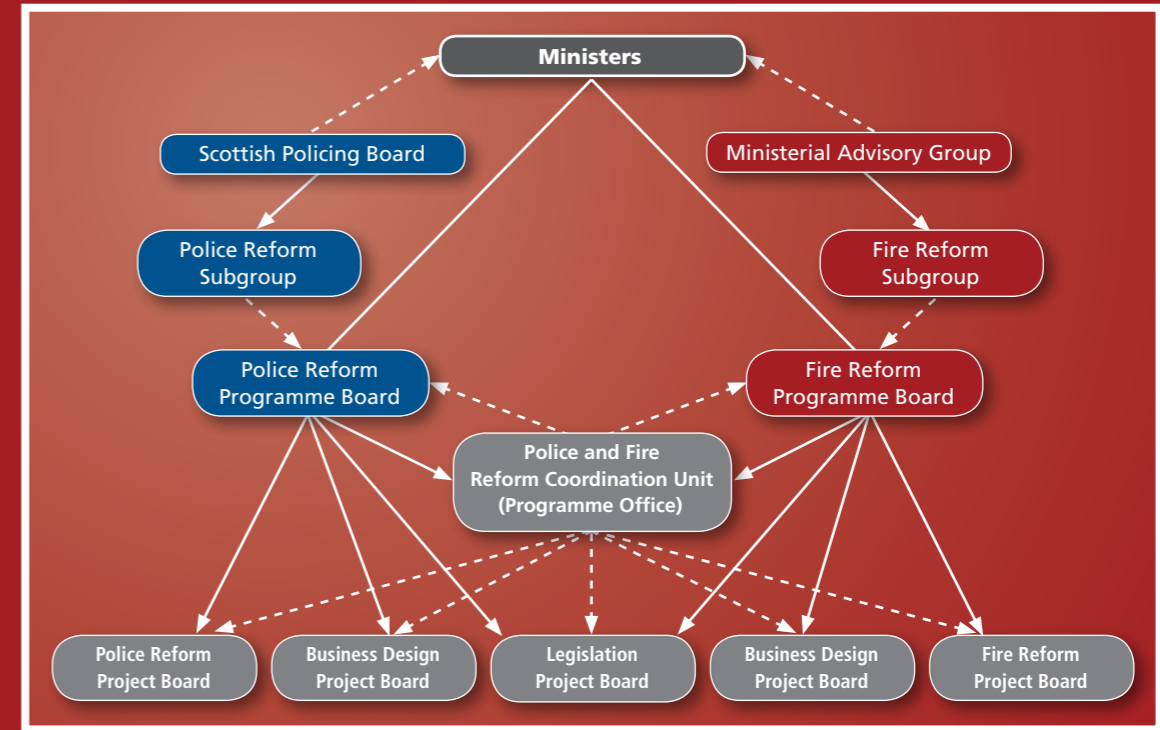 Ministers
Scottish Policing Board
Ministerial Advisory Group
Police Reform
Subgroup
Fire Reform
Subgroup
Police Reform
Programme Board
Fire Reform
Programme Board
Police and Fire
Reform Coordination Unit
(Programme Office)
Police Reform
Project Board
Business Design
Project Board
Legislation
Project Board
Business Design
Project Board
Fire Reform
Project Board